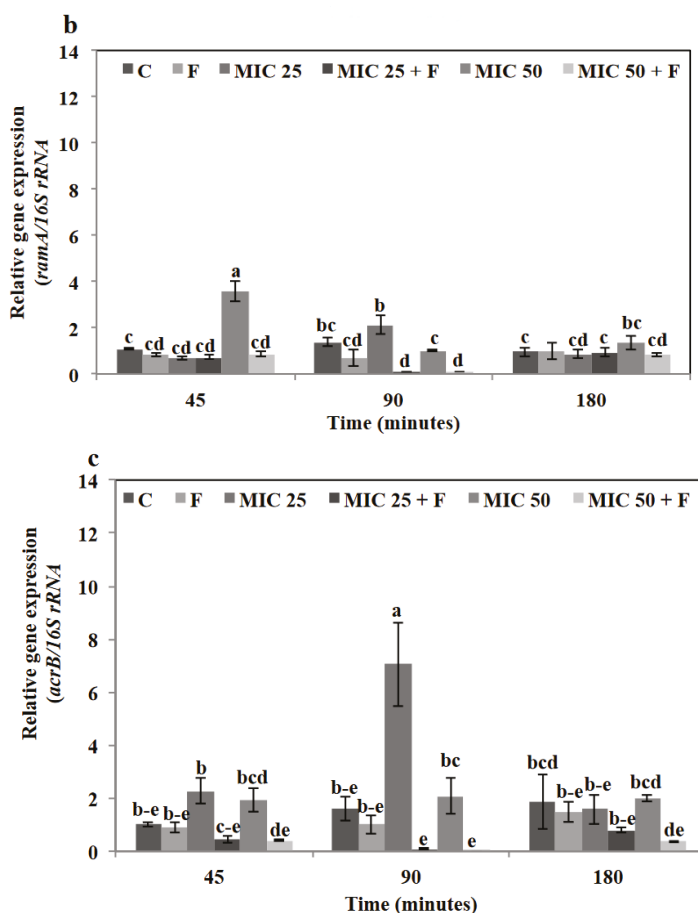 b
14
C F MIC 25 MIC 25 + F MIC 50 MIC 50 + F
12
10
8
6
4
2
0
Relative gene expression
(ramA/16S rRNA
c cd cd cd a cd
bc cd b d c d
c c cd c bc cd
45 90 180
Time (minutes)
c
14
C F MIC 25 MIC 25 + F MIC 50 MIC 50 + F
12
10
8
6
4
2
0
Relative gene expression
(acrB/16S rRNA
b-e b-e b c-e bcd de
b-e b-e a e bc e
bcd b-e b-e b-e bcd de
45 90 180
Time (minutes)